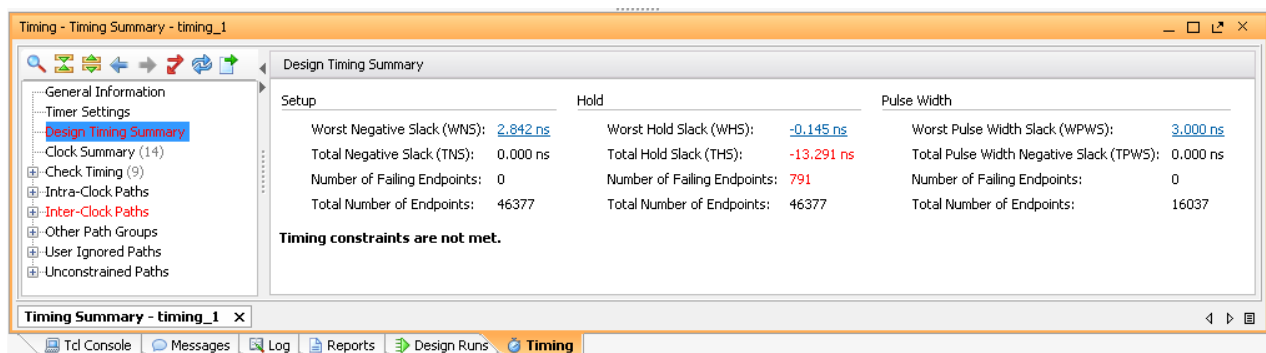 Timing - Timing Summary - timing_1
General Information
Timer Settings
Design Timing Summary
Clock Summary (14)
Check Timing (9)
Intra-Clock Paths
Inter-Clock Paths
Other Path Groups
User Ignored Paths
Unconstrained Paths
Design Timing Summary
Setup Hold Pulse Width
Worst Negative Slack (WNS): 2.842 ns Worst Hold Slack (WHS): -0.145 ns Worst Pulse Width Slack (WPWS): 3.000 ns
Total Negative Slack (TNS): 0.000 ns Total Hold Slack (THS): -13.291 ns Total Pulse Width Negative Slack (TPWS): 0.000 ns
Number of Failing Endpoints: 0 Number of Failing Endpoints: 791 Number of Failing Endpoints: 0
Total Number of Endpoints: 46377 Total Number of Endpoints: 46377 Total Number of Endpoints: 16037
Timing constraints are not met.
Timing Summary - timing_1
Tcl Console Messages Log Reports Design Runs Timing